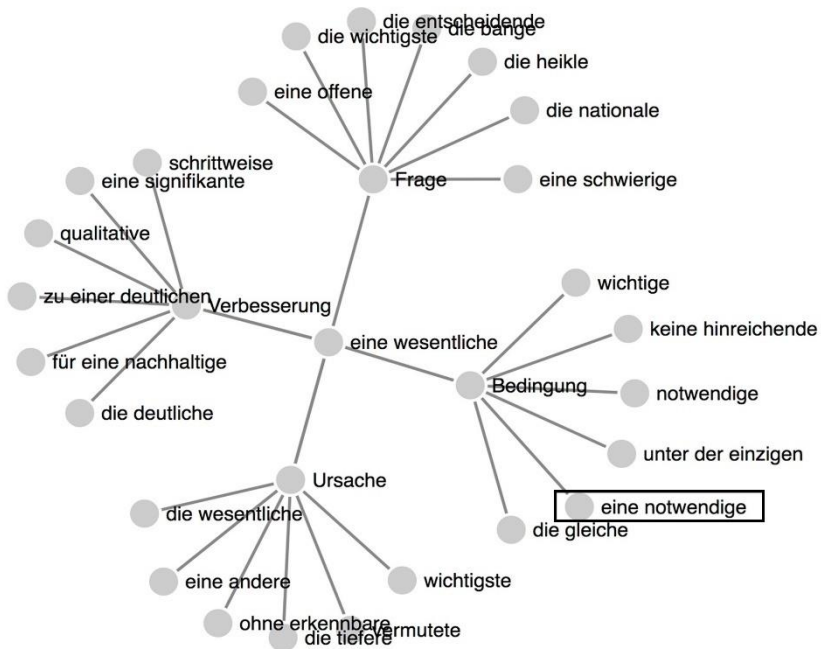 die entscheidende
die bange
die wichtigste
die heikle
eine offene
die nationale
schrittweise
eine signifikante
Frage
eine schwierige
qualitative
wichtige
zu einer deutlichen
Verbesserung
keine hinreichende
eine wesentliche
für eine nachhaltige
Bedingung
notwendige
die deutliche
unter der einzigen
Ursache
eine notwendige
die wesentliche
die gleiche
eine andere
wichtigste
ohne erkennbare
vermutete
die tiefere